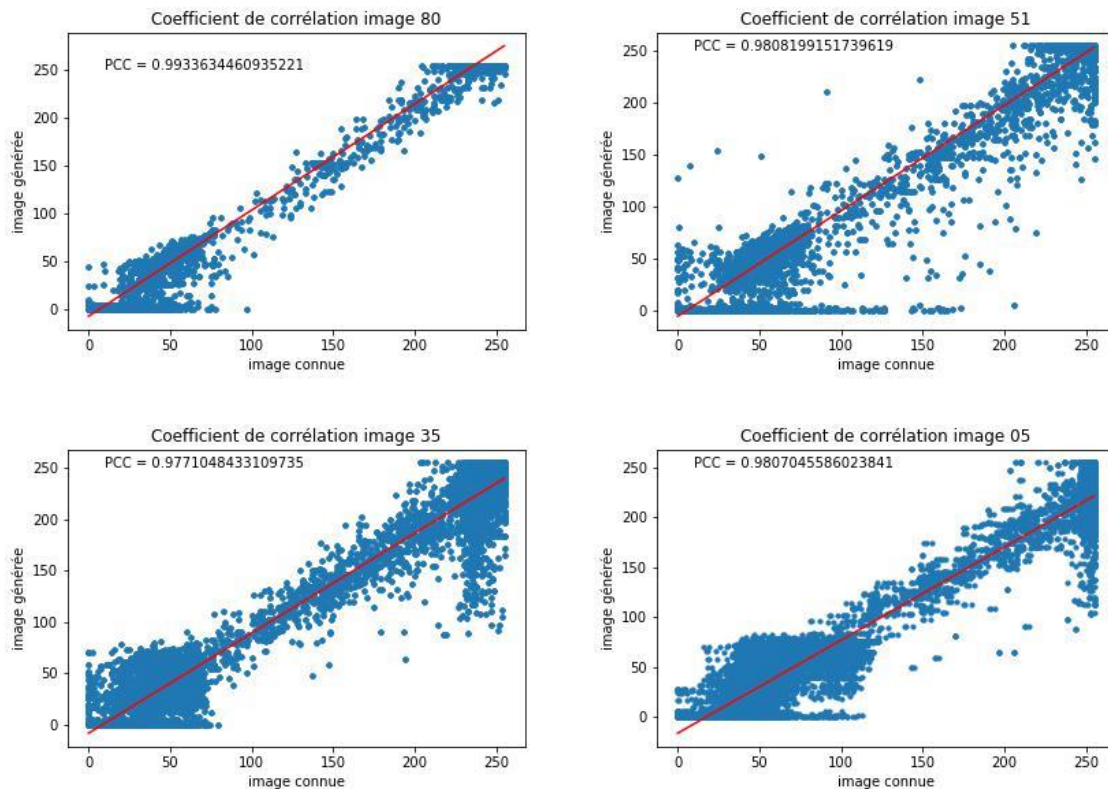 Coefficient de corrélation image 80
PCC = 0.9933634460935221
image générée
250
200
150
100
50
0
0 50 100 150 200 250
image connue
Coefficient de corrélation image 51
PCC = 0.9808199151739619
image générée
250
200
150
100
50
0
0 50 100 150 200 250
image connue
Coefficient de corrélation image 35
PCC = 0.9771048433109735
image générée
250
200
150
100
50
0
0 50 100 150 200 250
image connue
Coefficient de corrélation image 05
PCC = 0.9807045586023841
image générée
250
200
150
100
50
0
0 50 100 150 200 250
image connue